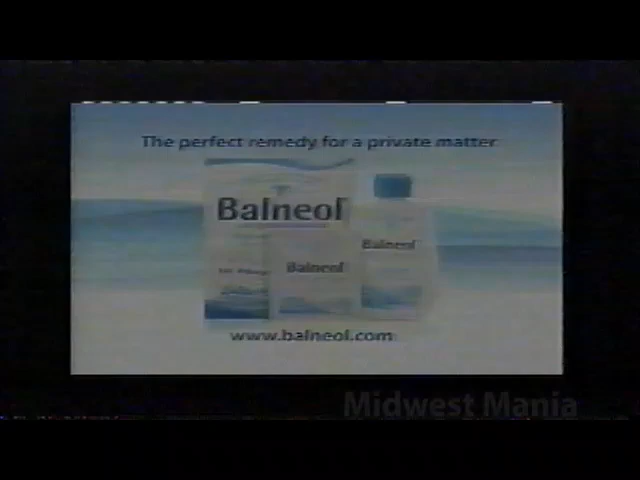 The perfect remedy for a private matter
Balneol
Balneol
Balneol
www.balneol.com
Midwest Mania